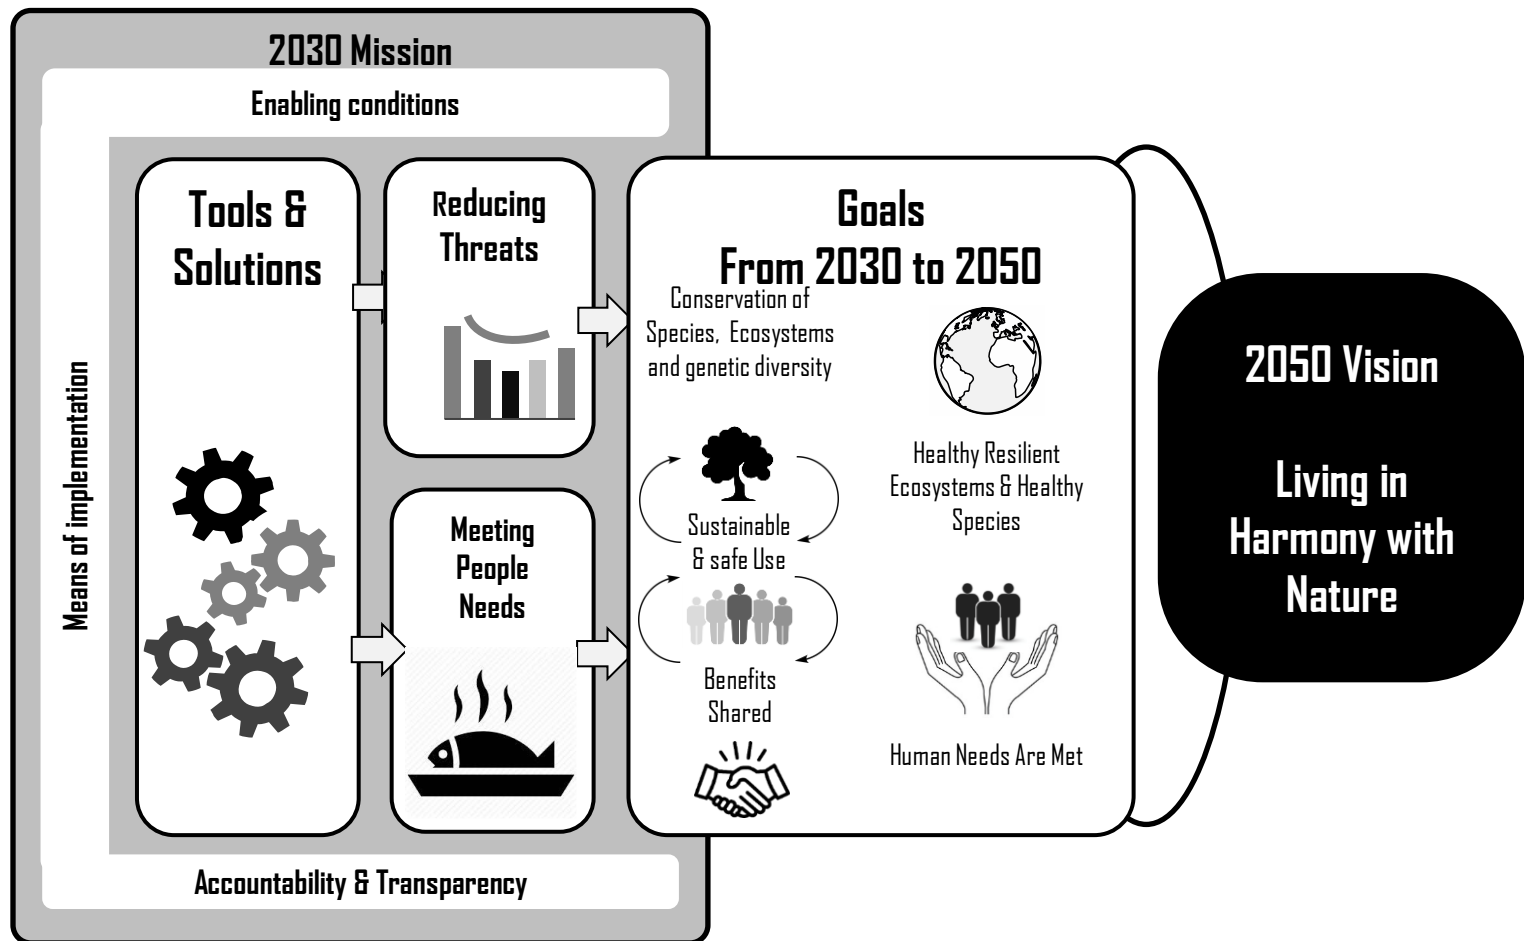 2030 Mission
Enabling conditions
Means of implementation
Tools &
Solutions
Reducing
Threats
Meeting
People
Needs
Goals
From 2030 to 2050
Conservation of
Species, Ecosystems
and genetic diversity
Sustainable
& safe Use
Benefits
Shared
Healthy Resilient
Ecosystems & Healthy
Species
Human Needs Are Met
2050 Vision
Living in
Harmony with
Nature
Accountability & Transparency